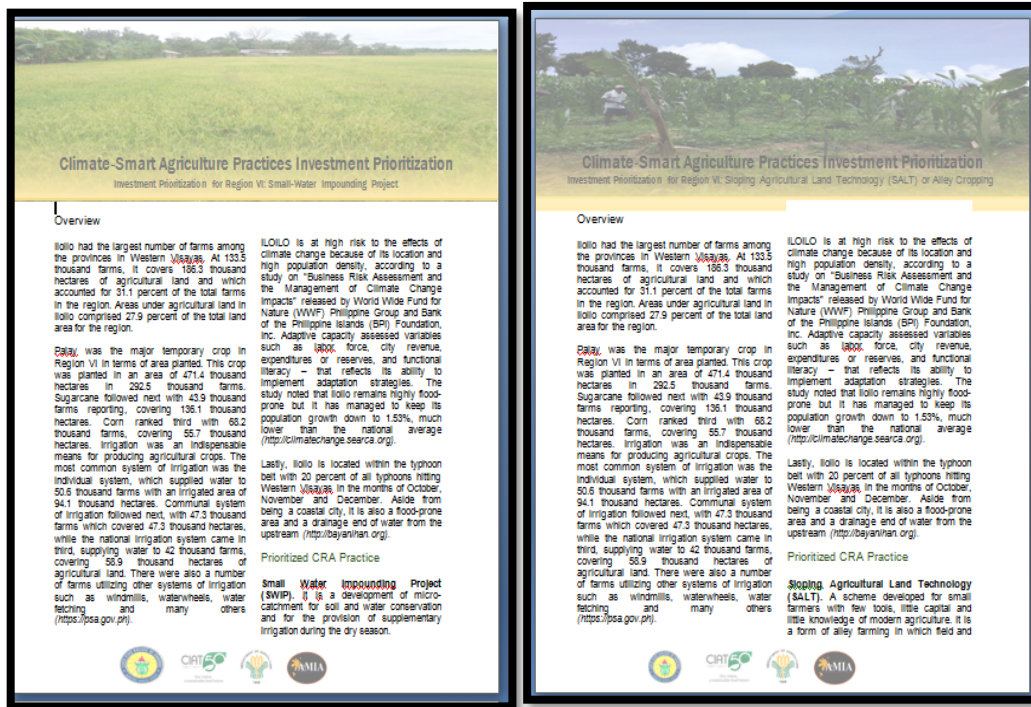 Climate-Smart Agriculture Practices Investment Prioritization
Investment Prioritization for Region VI: Small-Water Impounding Project
Overview
Iloilo had the largest number of farms among
the provinces in Western Visayas. At 133.5
thousand farms, it covers 186.3 thousand
hectares of agricultural land and which
accounted for 31.1 percent of the total farms
in the region. Areas under agricultural land in
Iloilo comprised 27.9 percent of the total land
area for the region.
Palay, was the major temporary crop in
Region VI in terms of area planted. This crop
was planted in an area of 471.4 thousand
hectares in 292.5 thousand farms.
Sugarcane followed next with 43.9 thousand
farms reporting, covering 136.1 thousand
hectares. Corn ranked third with 68.2
thousand farms, covering 55.7 thousand
hectares. Irrigation was an indispensable
means for producing agricultural crops. The
most common system of irrigation was the
individual system, which supplied water to
50.6 thousand farms with an irrigated area of
94.1 thousand hectares. Communal system
of irrigation followed next, with 47.3 thousand
farms which covered 47.3 thousand hectares,
while the national irrigation system came in
third, supplying water to 42 thousand farms,
covering 58.9 thousand hectares of
agricultural land. There were also a number
of farms utilizing other systems of irrigation
such as windmills, waterwheels, water
fetching and many others
(https://psa.gov.ph).
ILOILO is at high risk to the effects of
climate change because of its location and
high population density, according to a
study on "Business Risk Assessment and
the Management of Climate Change
Impacts" released by World Wide Fund for
Nature (WWF) Philippine Group and Bank
of the Philippine Islands (BPI) Foundation,
Inc. Adaptive capacity assessed variables
such as labor force, city revenue,
expenditures or reserves, and functional
literacy – that reflects its ability to
implement adaptation strategies. The
study noted that Iloilo remains highly flood-
prone but it has managed to keep its
population growth down to 1.53%, much
lower than the national average
(http://climatechange.searca.org).
Lastly, Iloilo is located within the typhoon
belt with 20 percent of all typhoons hitting
Western Visayas in the months of October,
November and December. Aside from
being a coastal city, it is also a flood-prone
area and a drainage end of water from the
upstream (http://bayanihan.org).
Prioritized CRA Practice
Small Water Impounding Project
(SWIP). It is a development of micro-
catchment for soil and water conservation
and for the provision of supplementary
irrigation during the dry season.
CIAT 50
AMIA
Climate-Smart Agriculture Practices Investment Prioritization
Investment Prioritization for Region VI: Sloping Agricultural Land Technology (SALT) or Alley Cropping
Overview
Iloilo had the largest number of farms among
the provinces in Western Visayas. At 133.5
thousand farms, it covers 186.3 thousand
hectares of agricultural land and which
accounted for 31.1 percent of the total farms
in the region. Areas under agricultural land in
Iloilo comprised 27.9 percent of the total land
area for the region.
Palay, was the major temporary crop in
Region VI in terms of area planted. This crop
was planted in an area of 471.4 thousand
hectares in 292.5 thousand farms.
Sugarcane followed next with 43.9 thousand
farms reporting, covering 136.1 thousand
hectares. Corn ranked third with 68.2
thousand farms, covering 55.7 thousand
hectares. Irrigation was an indispensable
means for producing agricultural crops. The
most common system of irrigation was the
individual system, which supplied water to
50.6 thousand farms with an irrigated area of
94.1 thousand hectares. Communal system
of irrigation followed next, with 47.3 thousand
farms which covered 47.3 thousand hectares,
while the national irrigation system came in
third, supplying water to 42 thousand farms,
covering 58.9 thousand hectares of
agricultural land. There were also a number
of farms utilizing other systems of irrigation
such as windmills, waterwheels, water
fetching and many others
(https://psa.gov.ph).
ILOILO is at high risk to the effects of
climate change because of its location and
high population density, according to a
study on "Business Risk Assessment and
the Management of Climate Change
Impacts" released by World Wide Fund for
Nature (WWF) Philippine Group and Bank
of the Philippine Islands (BPI) Foundation,
Inc. Adaptive capacity assessed variables
such as labor force, city revenue,
expenditures or reserves, and functional
literacy – that reflects its ability to
implement adaptation strategies. The
study noted that Iloilo remains highly flood-
prone but it has managed to keep its
population growth down to 1.53%, much
lower than the national average
(http://climatechange.searca.org).
Lastly, Iloilo is located within the typhoon
belt with 20 percent of all typhoons hitting
Western Visayas in the months of October,
November and December. Aside from
being a coastal city, it is also a flood-prone
area and a drainage end of water from the
upstream (http://bayanihan.org).
Prioritized CRA Practice
Sloping Agricultural Land Technology
(SALT). A scheme developed for small
farmers with few tools, little capital and
little knowledge of modern agriculture. It is
a form of alley farming in which field and
CIAT 50
AMIA